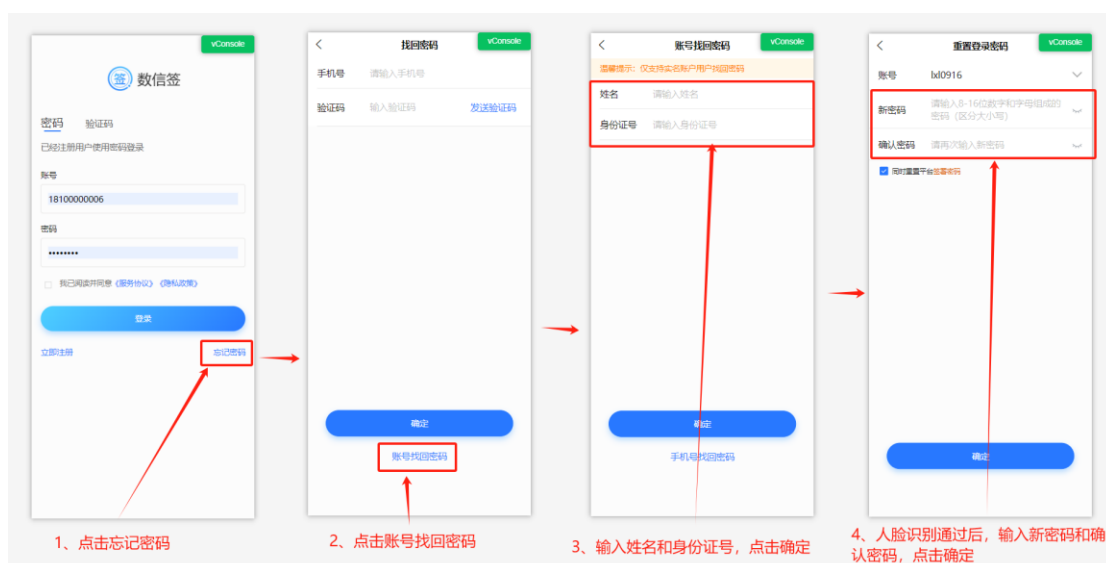 vConsole
签 数信签
密码 验证码
已经注册用户使用密码登录
账号
18100000006
密码
••••••••
我已阅读并同意《服务协议》《隐私政策》
登录
立即注册 忘记密码
1、点击忘记密码
找回密码 vConsole
手机号 请输入手机号
验证码 输入验证码 发送验证码
确定
账号找回密码
2、点击账号找回密码
账号找回密码 vConsole
温馨提示：仅支持实名账户用户找回密码
姓名 请输入姓名
身份证号 请输入身份证号
确定
手机号找回密码
3、输入姓名和身份证号，点击确定
重置登录密码 vConsole
账号 lxl0916
新密码 请输入8-16位数字和字母组成的
密码（区分大小写）
确认密码 请再次输入新密码
同时重置平台签署密码
确定
4、人脸识别通过后，输入新密码和确
认密码，点击确定